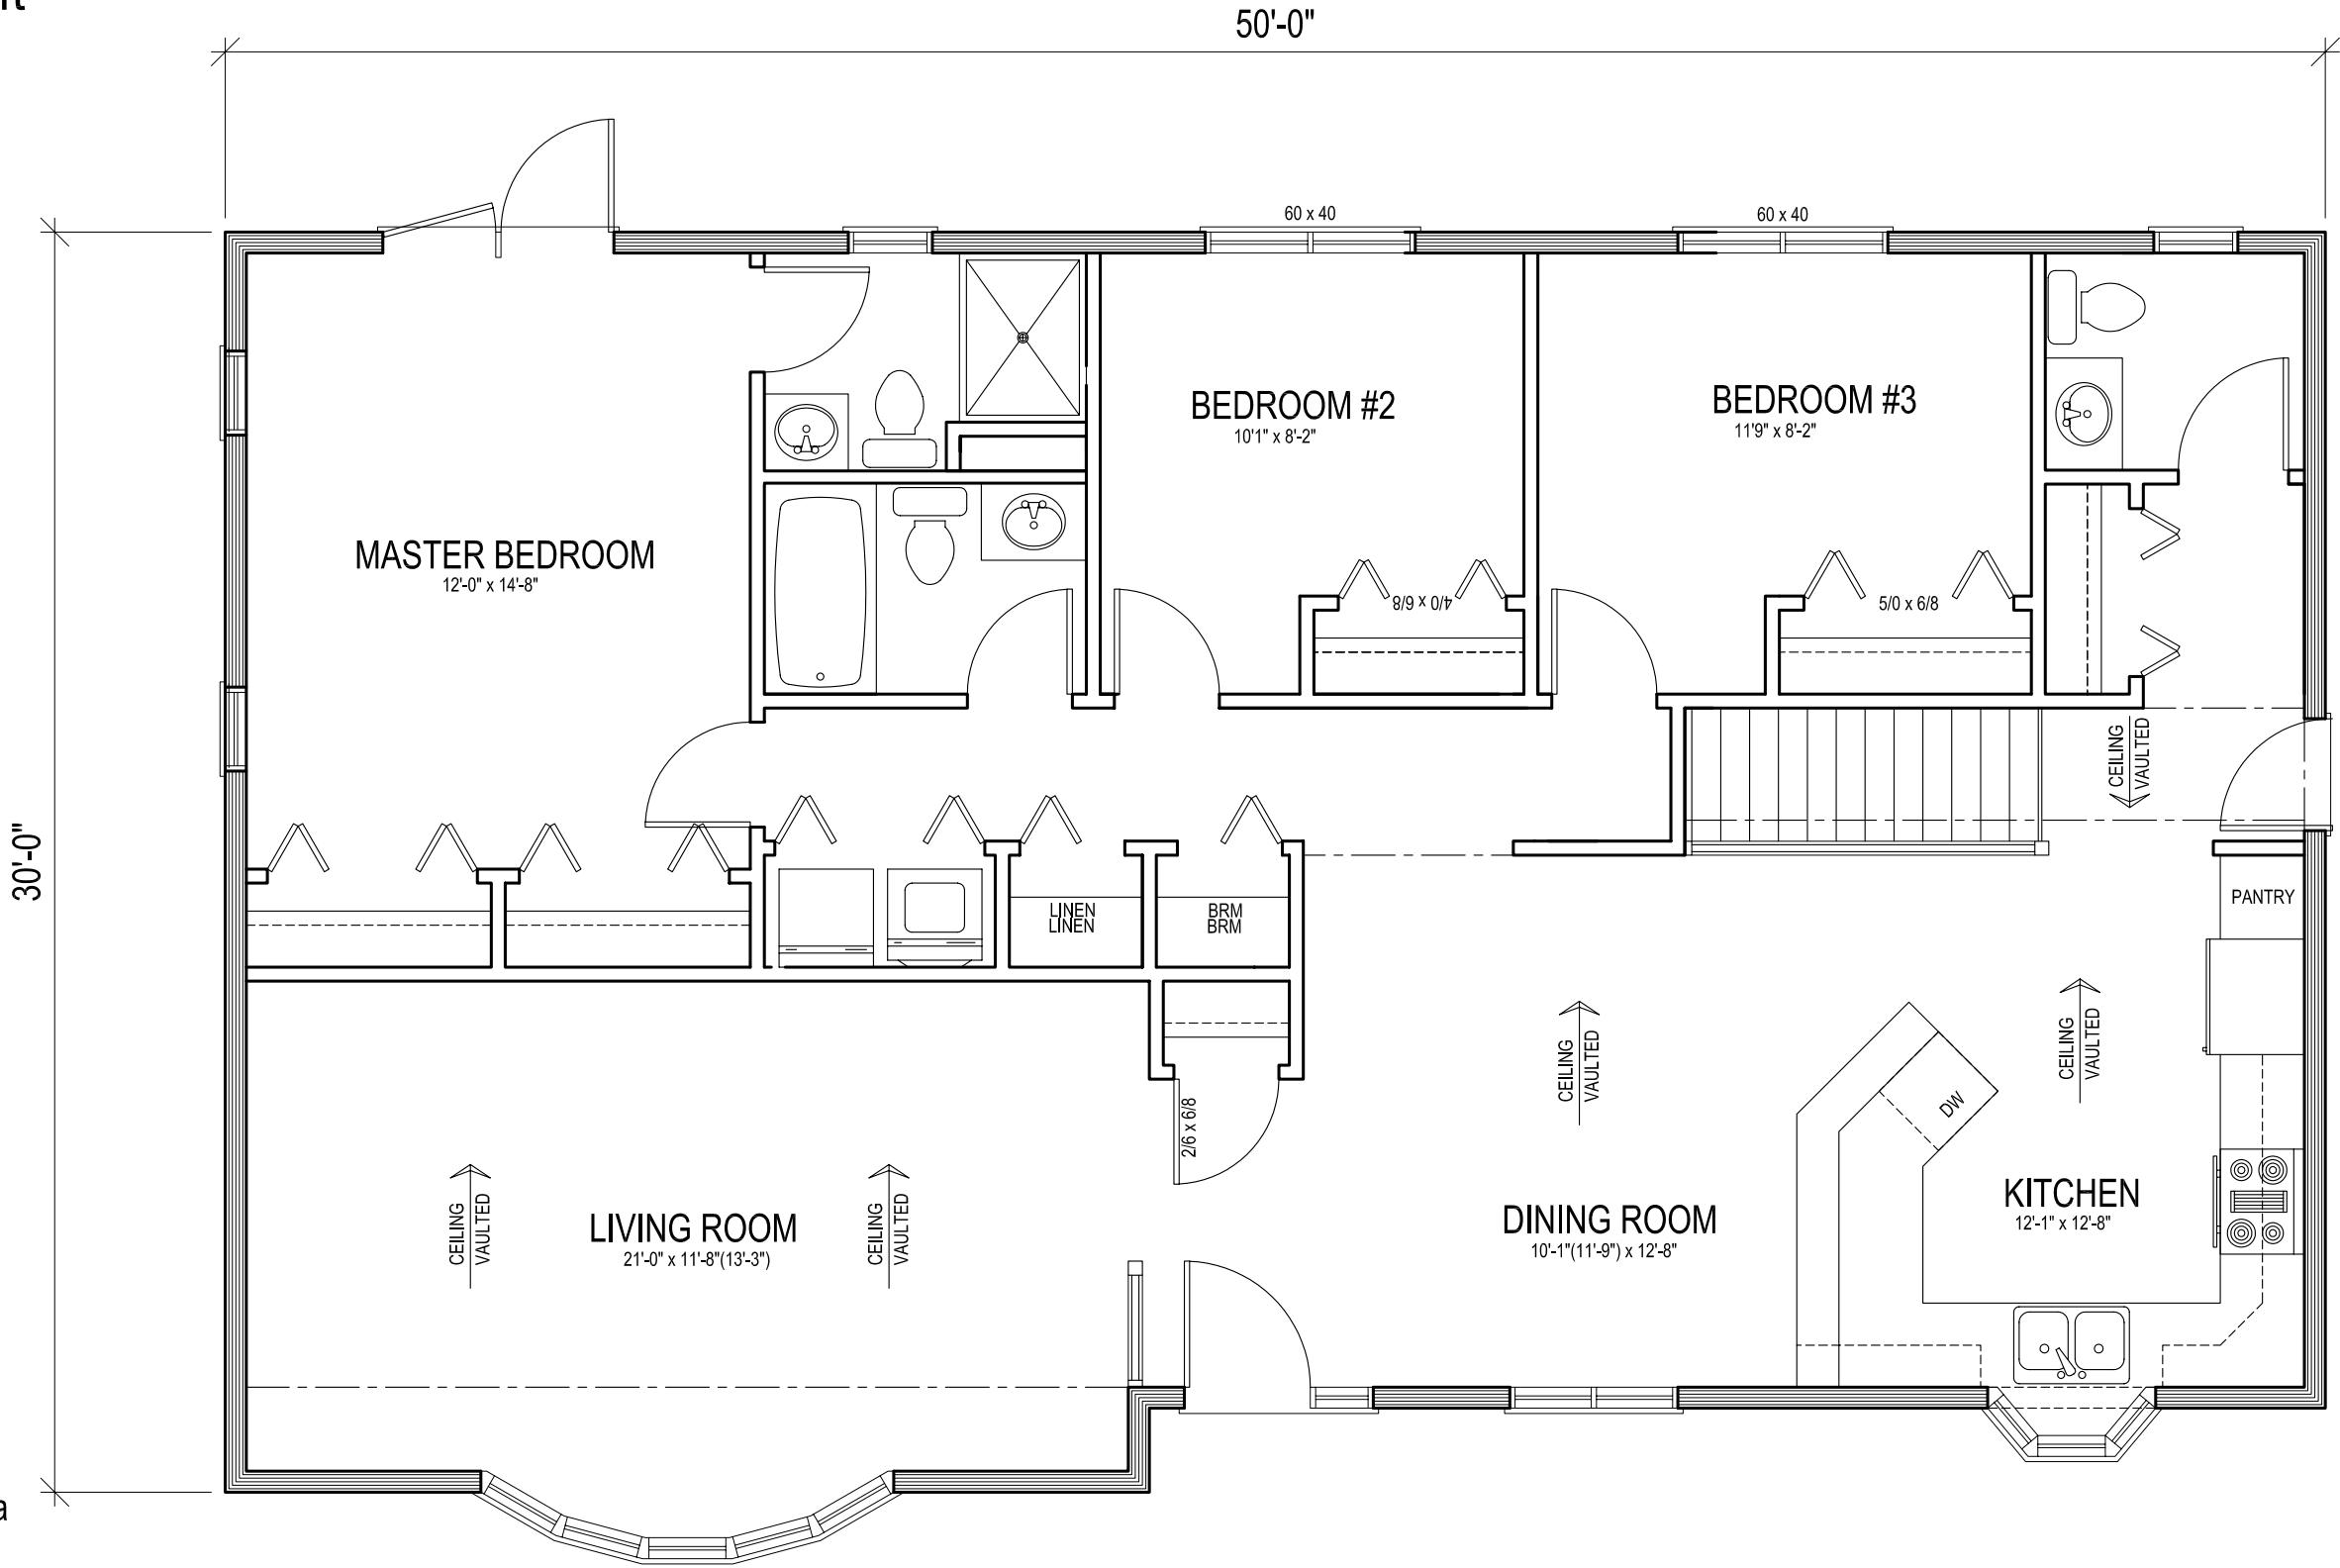 50'-0"
60 x 40
60 x 40
BEDROOM #2
10'1" x 8'-2"
BEDROOM #3
11'9" x 8'-2"
MASTER BEDROOM
12'-0" x 14'-8"
4/0 x 6/8
5/0 x 6/8
CEILING
VAULTED
30'-0"
LINEN
LINEN
BRM
BRM
PANTRY
CEILING
VAULTED
CEILING
VAULTED
DW
2/6 x 6/8
CEILING
VAULTED
LIVING ROOM
21'-0" x 11'-8"(13'-3")
CEILING
VAULTED
DINING ROOM
10'-1"(11'-9") x 12'-8"
KITCHEN
12'-1" x 12'-8"